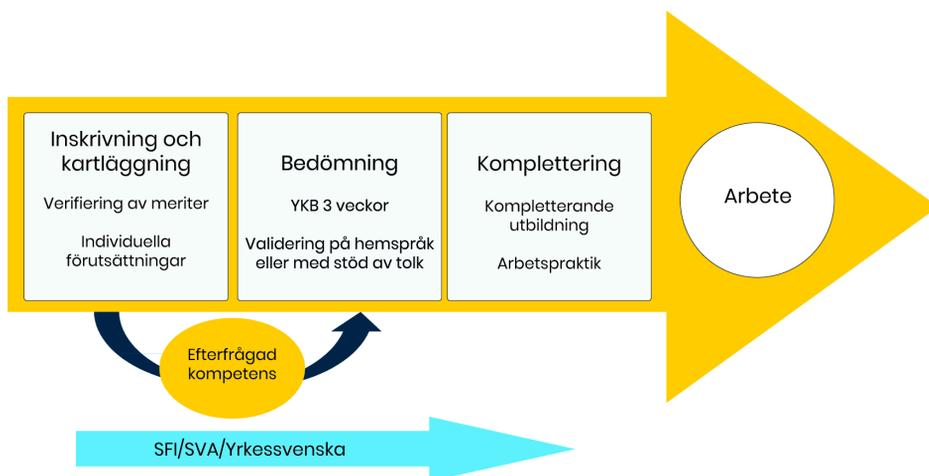 Inskrivning och
kartläggning
Verifiering av meriter
Individuella
förutsättningar
Bedömning
YKB 3 veckor
Validering på hemspråk
eller med stöd av tolk
Komplettering
Kompletterande
utbildning
Arbetspraktik
Arbete
Efterfrågad
kompetens
SFI/SVA/Yrkessvenska